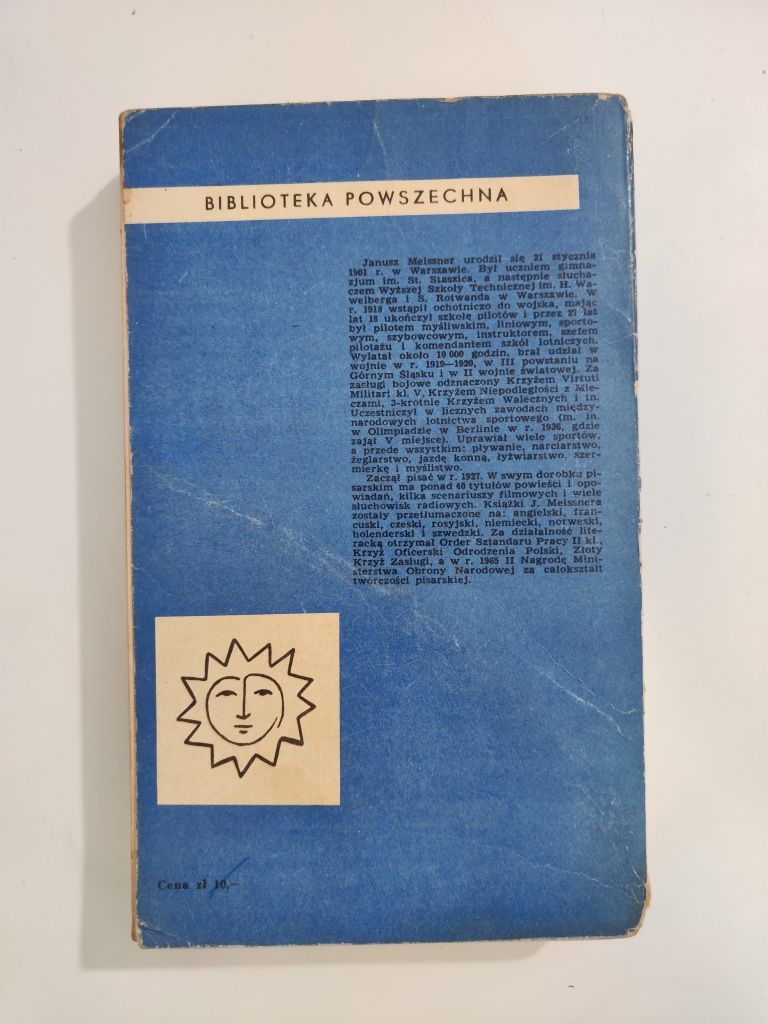 BIBLIOTEKA POWSZECHNA
Janusz Meissner urodził się 21 stycznia
1901 r. w Warszawie. Był uczniem gimna-
zjum im. St. Staszica, a następnie słucha-
czem Wyższej Szkoły Technicznej im. H. Wa-
welberga i S. Rotwanda w Warszawie. W
r. 1918 wstąpił ochotniczo do wojska, mając
lat 18 ukończył szkołę pilotów i przez 27 lat
był pilotem myśliwskim, liniowym, sporto-
wym, szybowcowym, instruktorem, szefem
pilotażu i komendantem szkół lotniczych.
Wylatał około 10 000 godzin, brał udział w
wojnie w r. 1919—1920, w III powstaniu na
Górnym Śląsku i w II wojnie światowej. Za
zasługi bojowe odznaczony Krzyżem Virtuti
Militari kl. V, Krzyżem Niepodległości z Mie-
czami, 3-krotnie Krzyżem Walecznych i in.
Uczestniczył w licznych zawodach między-
narodowych lotnictwa sportowego (m. in.
w Olimpiadzie w Berlinie w r. 1936, gdzie
zajął V miejsce). Uprawiał wiele sportów,
a przede wszystkim: pływanie, narciarstwo,
żeglarstwo, jazdę konną, łyżwiarstwo, szer-
mierkę i myślistwo.
Zaczął pisać w r. 1927. W swym dorobku pi-
sarskim ma ponad 40 tytułów powieści i opo-
wiadań, kilka scenariuszy filmowych i wiele
słuchowisk radiowych. Książki J. Meissnera
zostały przetłumaczone na: angielski, fran-
cuski, czeski, rosyjski, niemiecki, norweski,
holenderski i szwedzki. Za działalność lite-
racką otrzymał Order Sztandaru Pracy II kl.,
Krzyż Oficerski Odrodzenia Polski, Złoty
Krzyż Zasługi, a w r. 1965 II Nagrodę Mini-
sterstwa Obrony Narodowej za całokształt
twórczości pisarskiej.
Cena zł 10,—